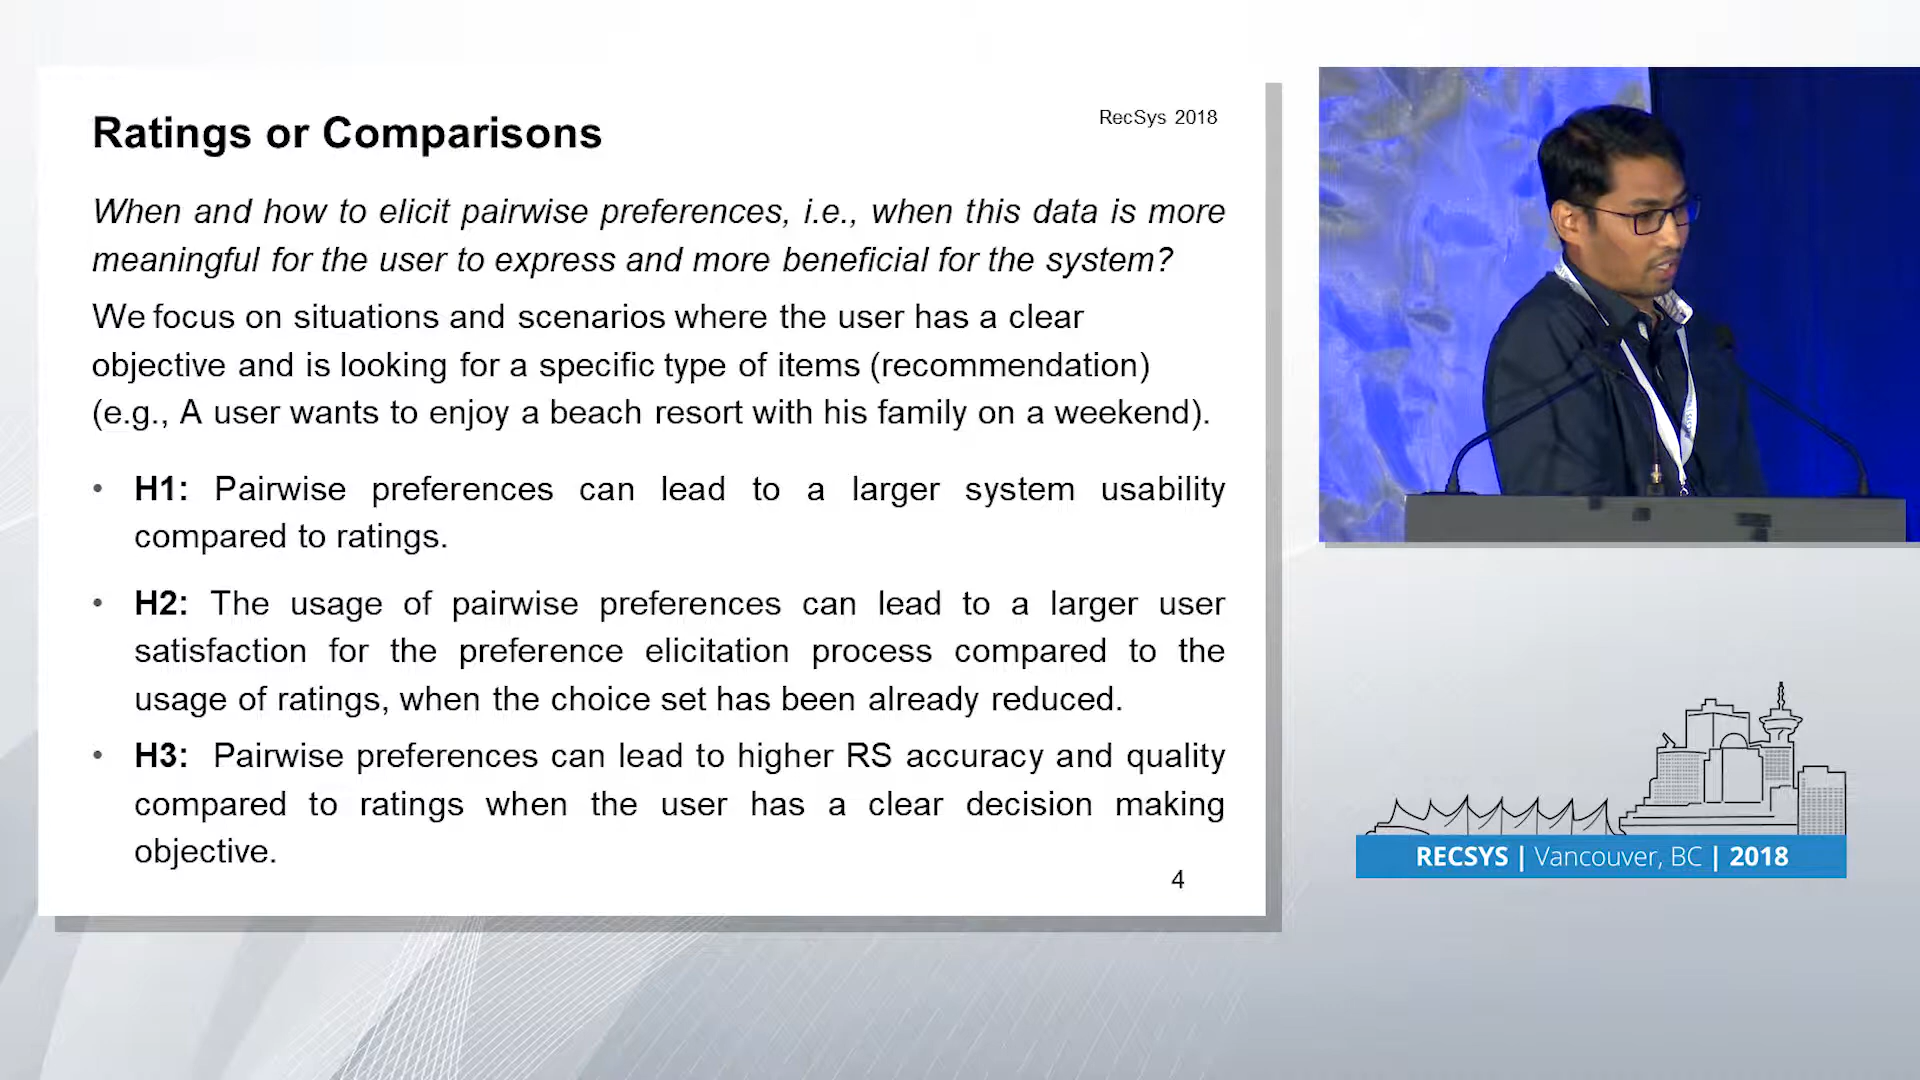 Ratings or Comparisons
RecSys 2018
When and how to elicit pairwise preferences, i.e., when this data is more
meaningful for the user to express and more beneficial for the system?
We focus on situations and scenarios where the user has a clear
objective and is looking for a specific type of items (recommendation)
(e.g., A user wants to enjoy a beach resort with his family on a weekend).
• H1: Pairwise preferences can lead to a larger system usability
compared to ratings.
• H2: The usage of pairwise preferences can lead to a larger user
satisfaction for the preference elicitation process compared to the
usage of ratings, when the choice set has been already reduced.
• H3: Pairwise preferences can lead to higher RS accuracy and quality
compared to ratings when the user has a clear decision making
objective.
4
RECSYS | Vancouver, BC | 2018